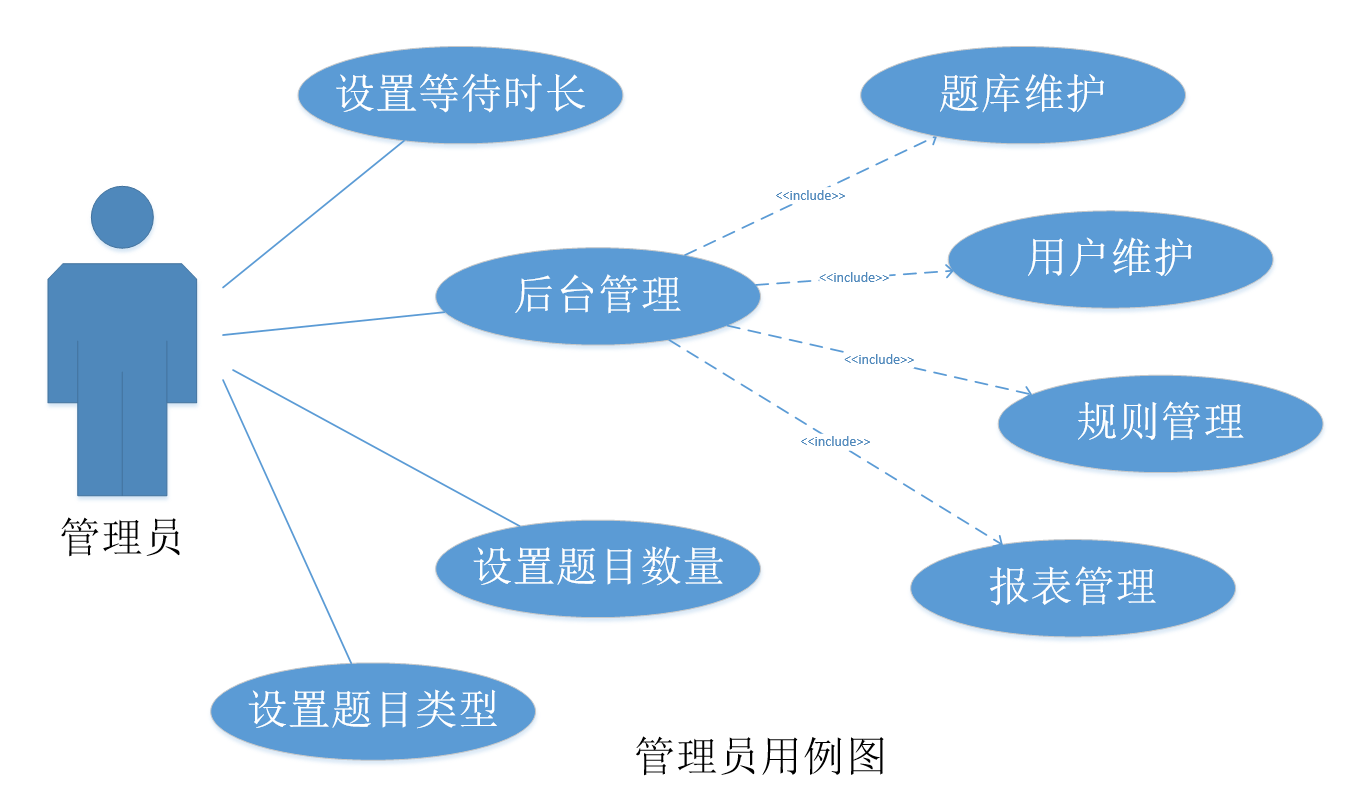 设置等待时长
题库维护
<<include>>
用户维护
后台管理
<<include>>
<<include>>
规则管理
<<include>>
管理员
设置题目数量
报表管理
设置题目类型
管理员用例图